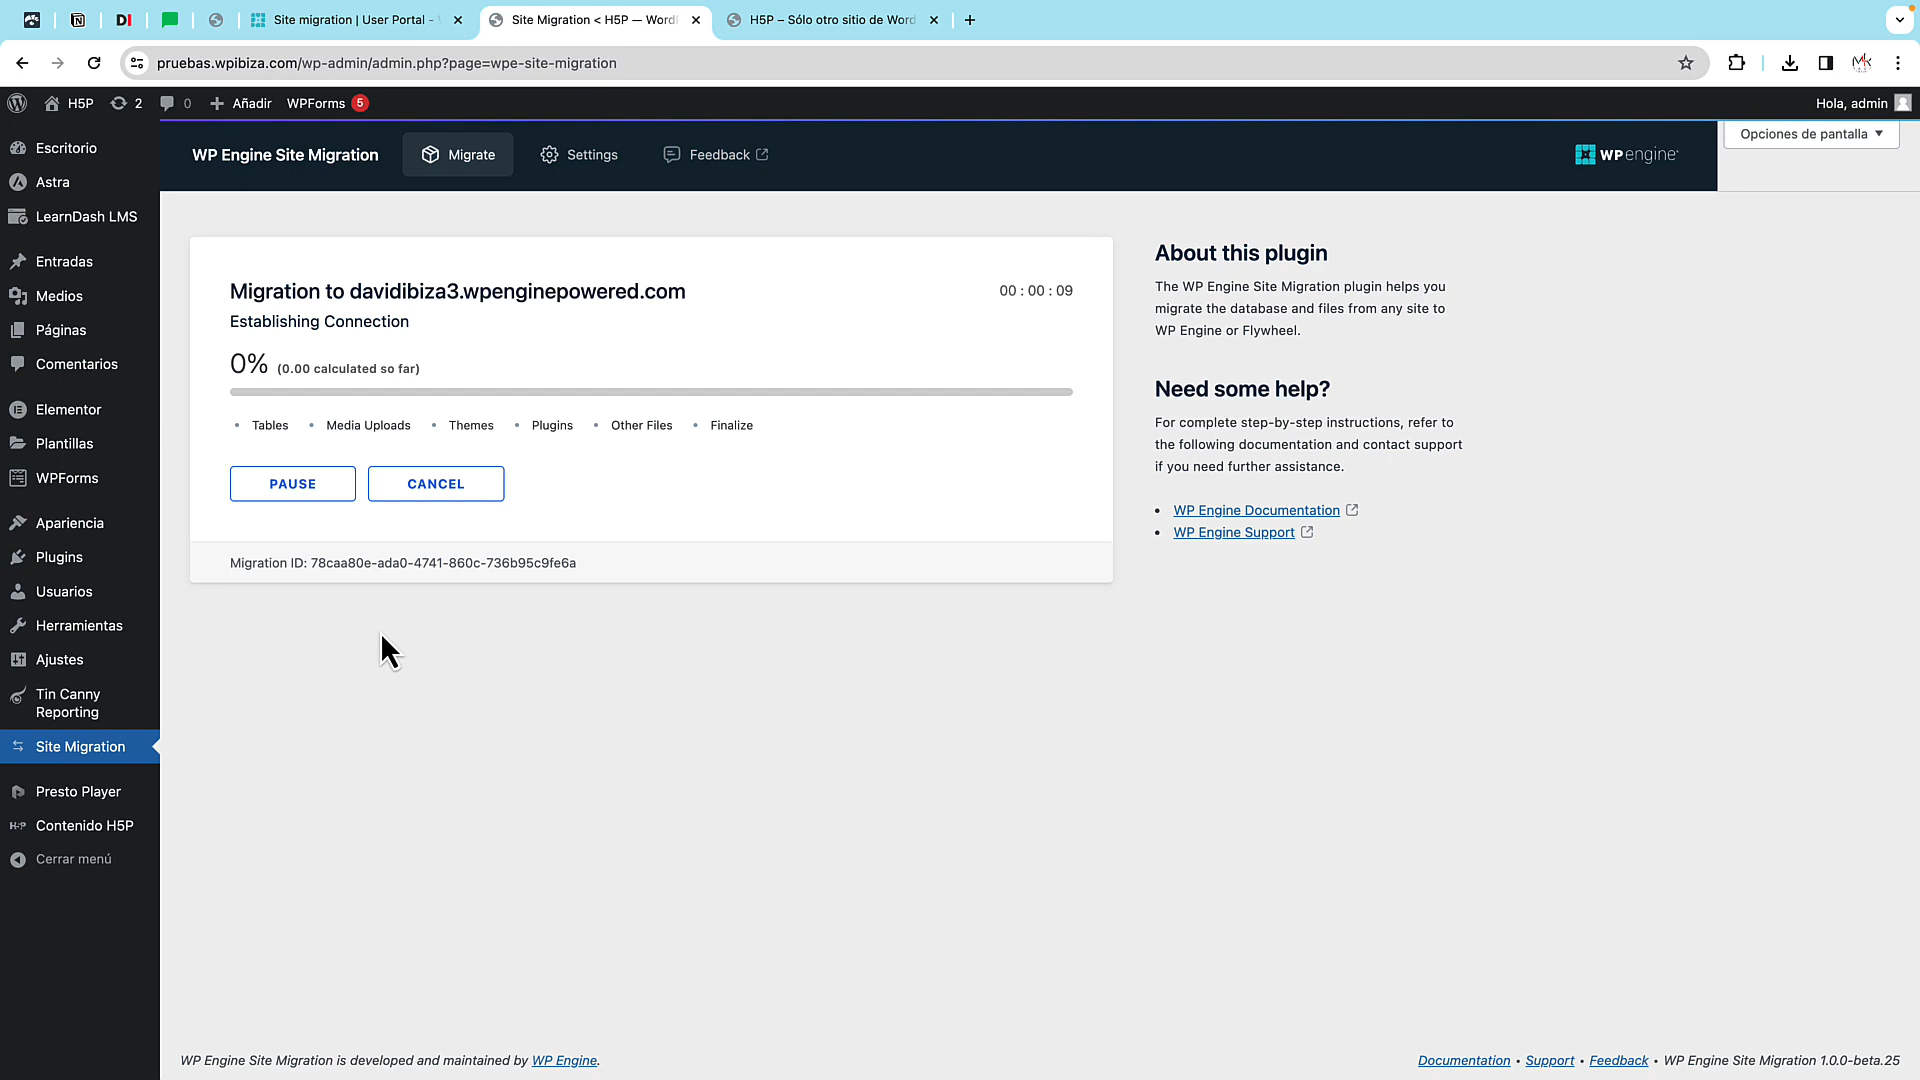 DI
Site migration | User Portal -
Site Migration < H5P — Word
H5P – Sólo otro sitio de Word
pruebas.wpibiza.com/wp-admin/admin.php?page=wpe-site-migration
H5P 2 0 Añadir WPForms 5
Hola, admin
Escritorio
Astra
LearnDash LMS
Entradas
Medios
Páginas
Comentarios
Elementor
Plantillas
WPForms
Apariencia
Plugins
Usuarios
Herramientas
Ajustes
Tin Canny
Reporting
Site Migration
Presto Player
H-P Contenido H5P
Cerrar menú
WP Engine Site Migration Migrate Settings Feedback
WPengine
Opciones de pantalla
Migration to davidibiza3.wpenginepowered.com
00 : 00 : 09
Establishing Connection
0% (0.00 calculated so far)
• Tables • Media Uploads • Themes • Plugins • Other Files • Finalize
PAUSE CANCEL
Migration ID: 78caa80e-ada0-4741-860c-736b95c9fe6a
About this plugin
The WP Engine Site Migration plugin helps you
migrate the database and files from any site to
WP Engine or Flywheel.
Need some help?
For complete step-by-step instructions, refer to
the following documentation and contact support
if you need further assistance.
• WP Engine Documentation
• WP Engine Support
WP Engine Site Migration is developed and maintained by WP Engine.
Documentation • Support • Feedback • WP Engine Site Migration 1.0.0-beta.25